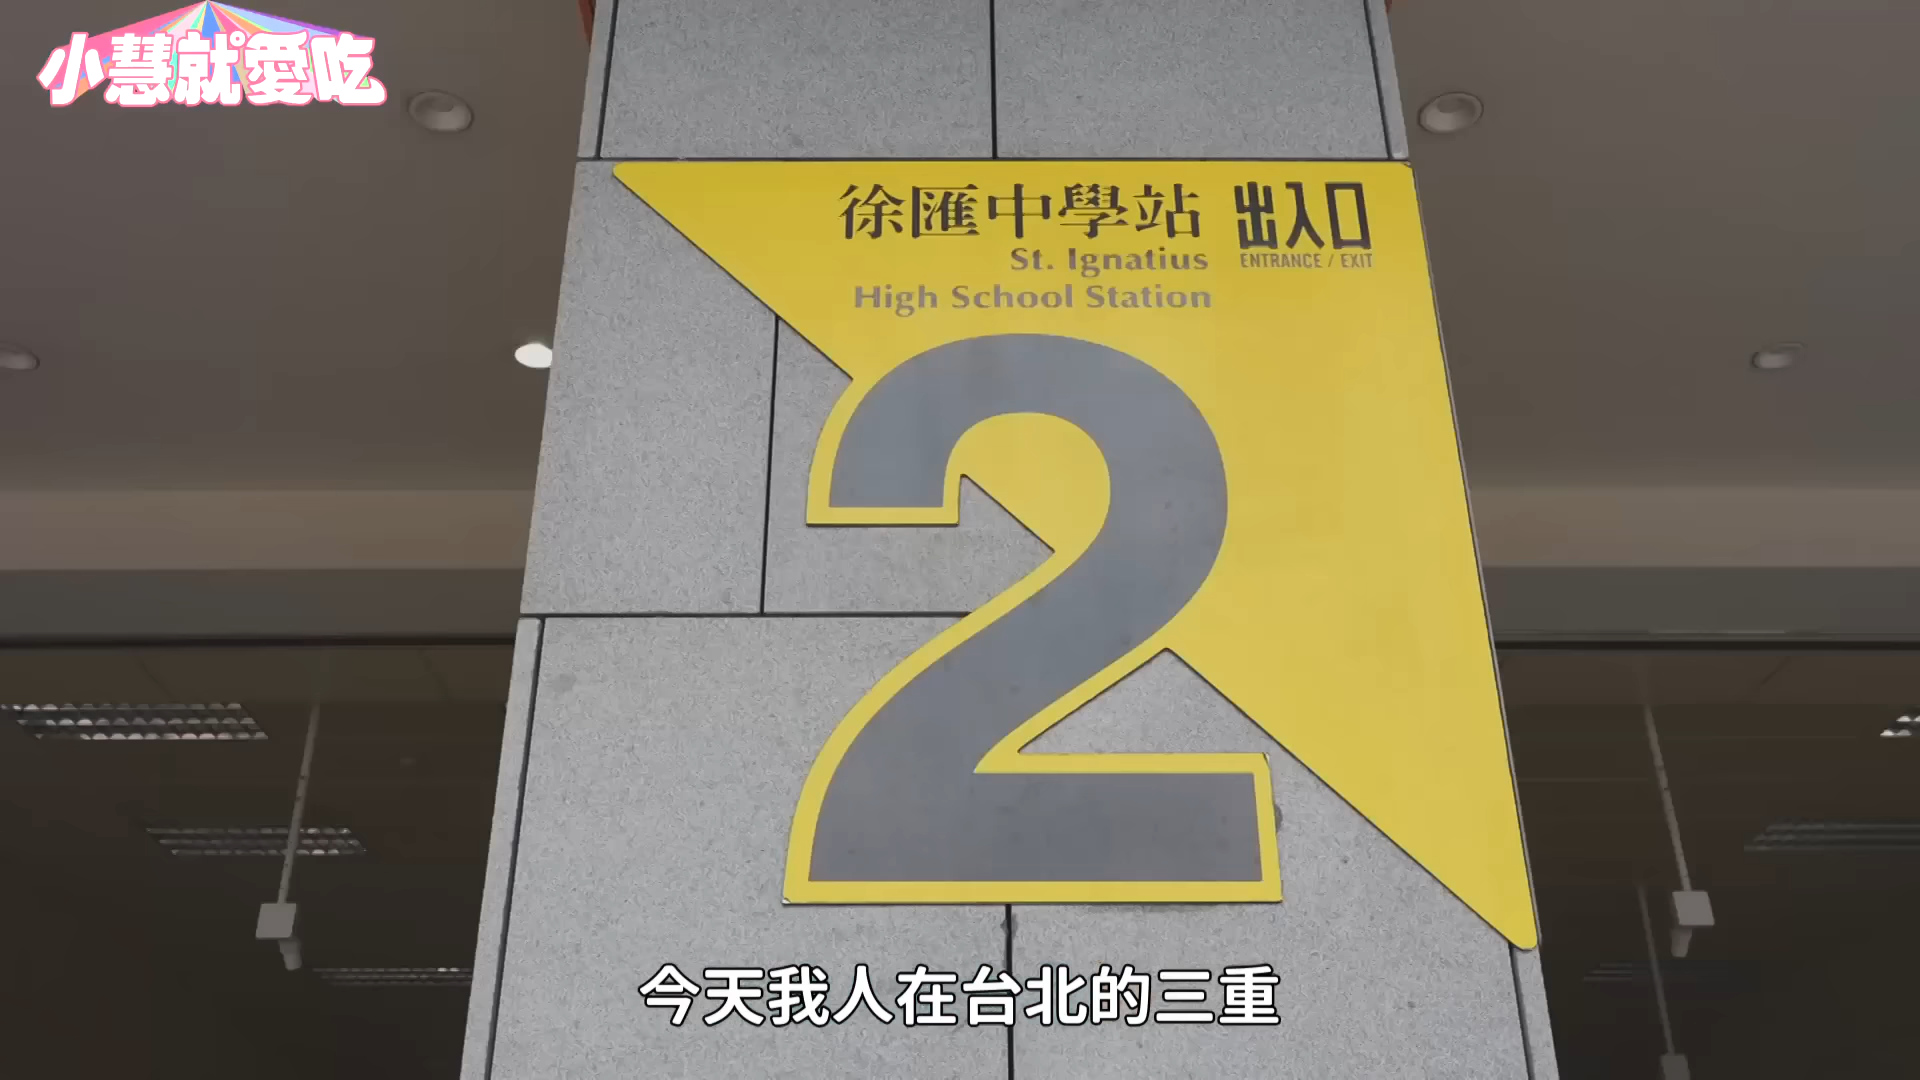 小慧就愛吃
徐匯中學站 出入口
St. Ignatius ENTRANCE / EXIT
High School Station
2
今天我人在台北的三重